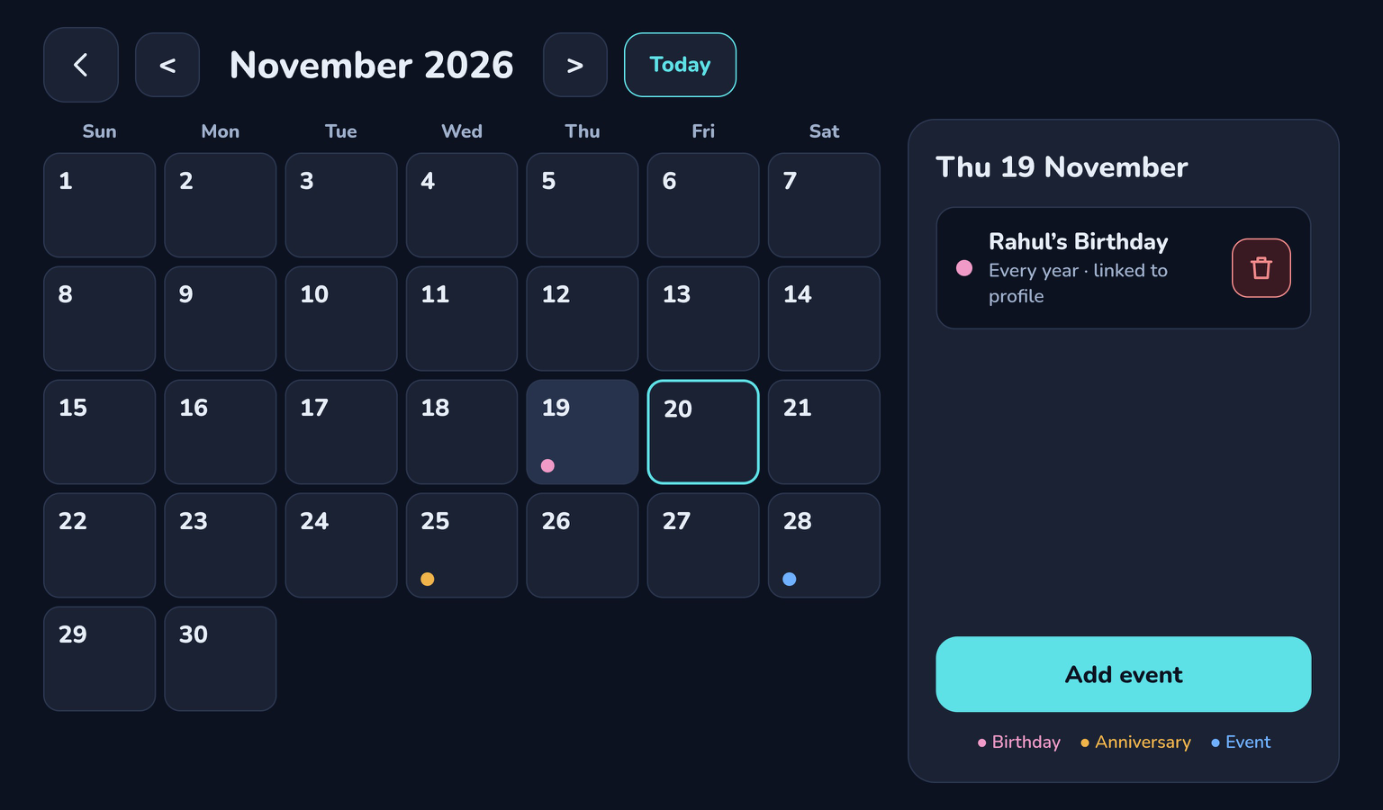 < November 2026 > Today
Sun Mon Tue Wed Thu Fri Sat
1 2 3 4 5 6 7
8 9 10 11 12 13 14
15 16 17 18 19 20 21
22 23 24 25 26 27 28
29 30
Thu 19 November
Rahul’s Birthday
Every year · linked to
profile
Add event
Birthday Anniversary Event